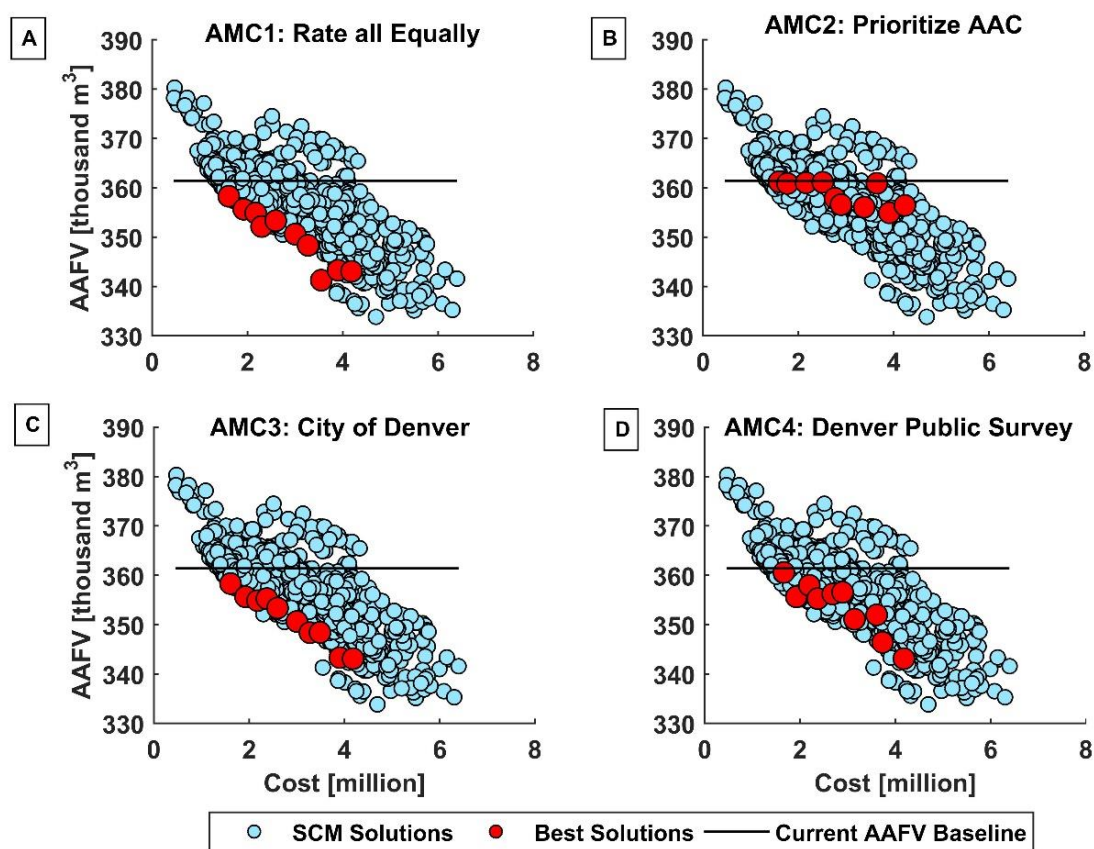 A
AMC1: Rate all Equally
AAFV [thousand m³]
390
380
370
360
350
340
330
0 2 4 6 8
B
AMC2: Prioritize AAC
390
380
370
360
350
340
330
0 2 4 6 8
C
AMC3: City of Denver
AAFV [thousand m³]
390
380
370
360
350
340
330
0 2 4 6 8
Cost [million]
D
AMC4: Denver Public Survey
390
380
370
360
350
340
330
0 2 4 6 8
Cost [million]
SCM Solutions Best Solutions Current AAFV Baseline